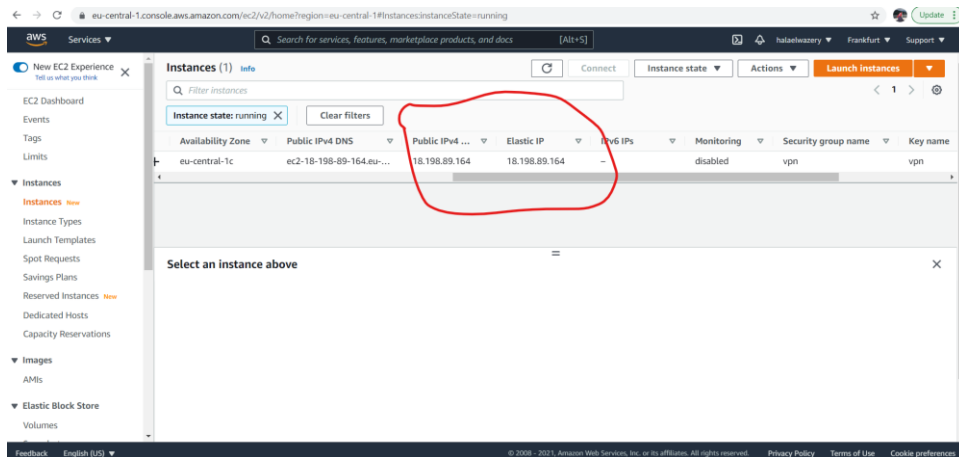 eu-central-1.console.aws.amazon.com/ec2/v2/home?region=eu-central-1#Instances:instanceState=running
Update
aws Services ▼ Search for services, features, marketplace products, and docs [Alt+S] halaelwazery ▼ Frankfurt ▼ Support ▼
New EC2 Experience
Tell us what you think
EC2 Dashboard
Events
Tags
Limits
▼ Instances
Instances New
Instance Types
Launch Templates
Spot Requests
Savings Plans
Reserved Instances New
Dedicated Hosts
Capacity Reservations
▼ Images
AMIs
▼ Elastic Block Store
Volumes
Instances (1) Info Connect Instance state ▼ Actions ▼ Launch instances ▼
Filter instances < 1 >
Instance state: running X Clear filters
Availability Zone Public IPv4 DNS Public IPv4 ... Elastic IP IPv6 IPs Monitoring Security group name Key name
eu-central-1c ec2-18-198-89-164.eu-... 18.198.89.164 18.198.89.164 – disabled vpn vpn
Select an instance above
Feedback English (US) ▼ © 2008 - 2021, Amazon Web Services, Inc. or its affiliates. All rights reserved. Privacy Policy Terms of Use Cookie preferences